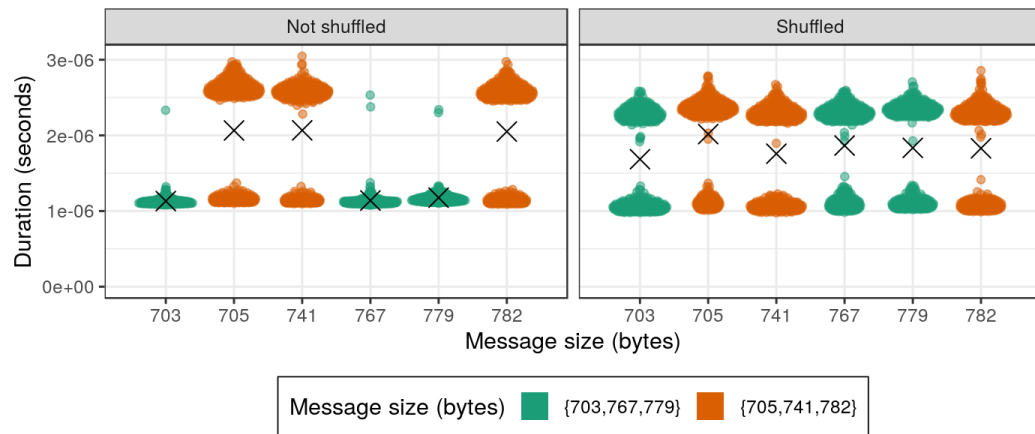 Not shuffled
Shuffled
Duration (seconds)
3e-06
2e-06
1e-06
0e+00
703 705 741 767 779 782
703 705 741 767 779 782
Message size (bytes)
Message size (bytes) {703,767,779} {705,741,782}